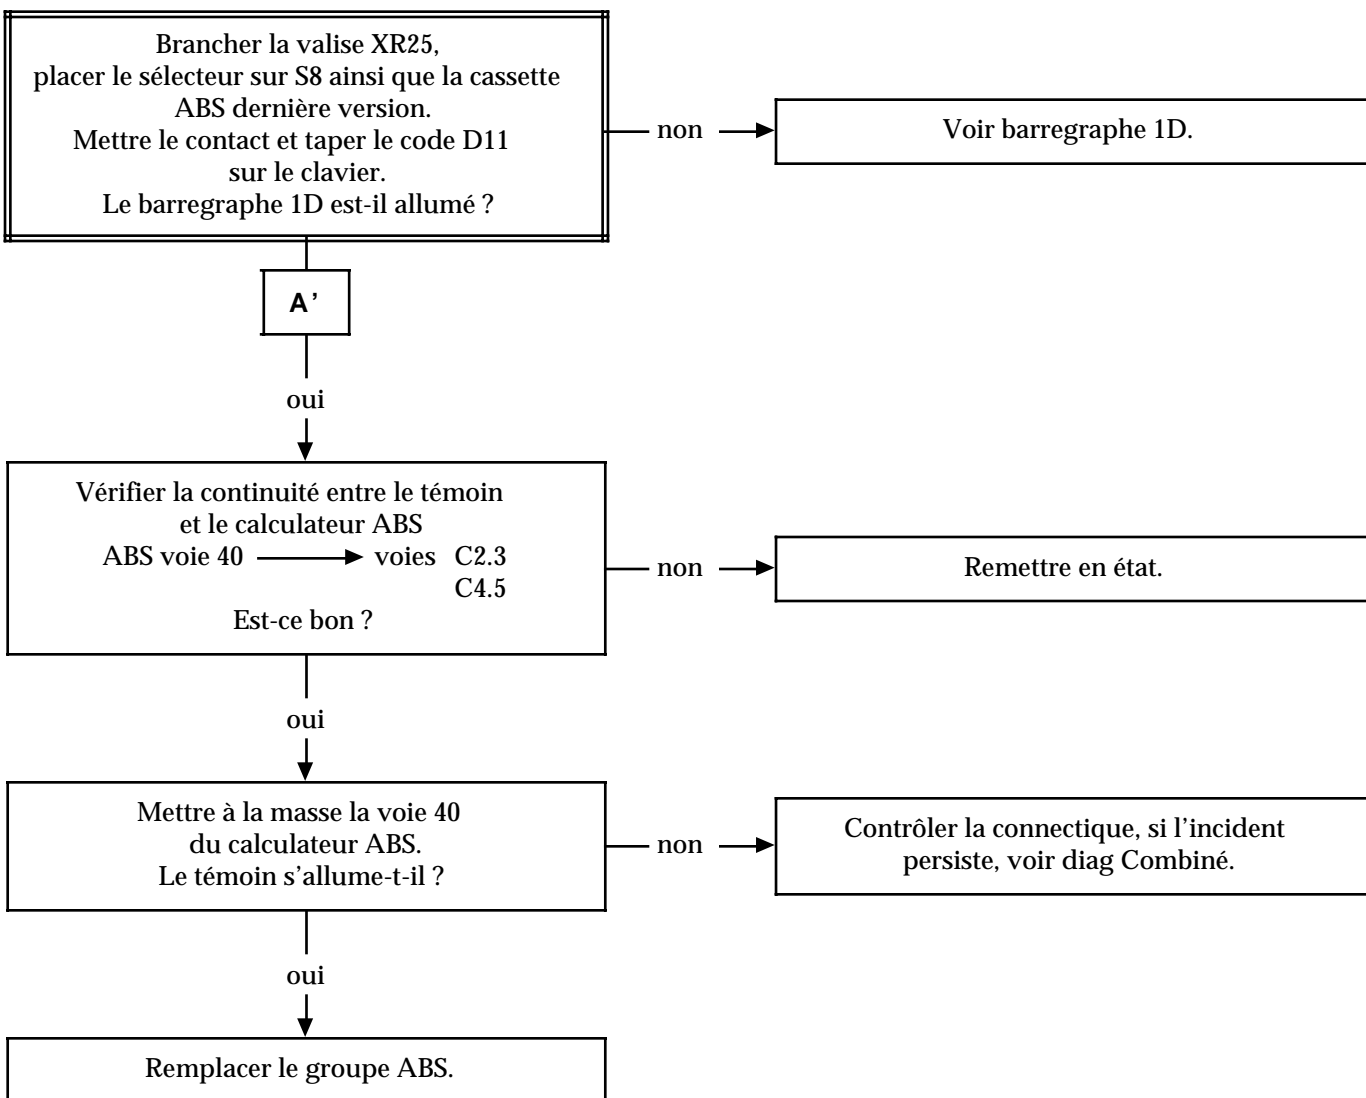 Brancher la valise XR25,
placer le sélecteur sur S8 ainsi que la cassette
ABS dernière version.
Mettre le contact et taper le code D11
sur le clavier.
Le barregraphe 1D est-il allumé ?
non
Voir barregraphe 1D.
A’
oui
Vérifier la continuité entre le témoin
et le calculateur ABS
ABS voie 40 voies C2.3
C4.5
Est-ce bon ?
non
Remettre en état.
oui
Mettre à la masse la voie 40
du calculateur ABS.
Le témoin s’allume-t-il ?
non
Contrôler la connectique, si l’incident
persiste, voir diag Combiné.
oui
Remplacer le groupe ABS.